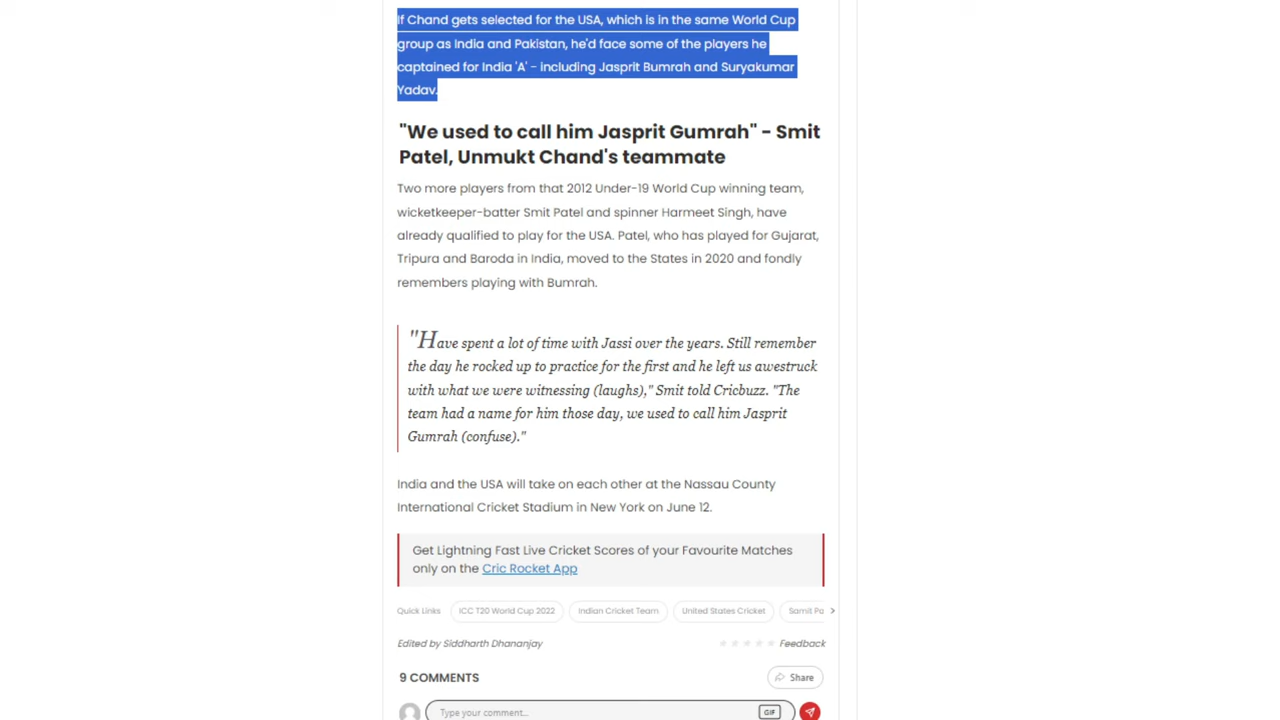 If Chand gets selected for the USA, which is in the same World Cup
group as India and Pakistan, he'd face some of the players he
captained for India 'A' - including Jasprit Bumrah and Suryakumar
Yadav.
"We used to call him Jasprit Gumrah" - Smit
Patel, Unmukt Chand's teammate
Two more players from that 2012 Under-19 World Cup winning team,
wicketkeeper-batter Smit Patel and spinner Harmeet Singh, have
already qualified to play for the USA. Patel, who has played for Gujarat,
Tripura and Baroda in India, moved to the States in 2020 and fondly
remembers playing with Bumrah.
"Have spent a lot of time with Jassi over the years. Still remember
the day he rocked up to practice for the first and he left us awestruck
with what we were witnessing (laughs)," Smit told Cricbuzz. "The
team had a name for him those day, we used to call him Jasprit
Gumrah (confuse)."
India and the USA will take on each other at the Nassau County
International Cricket Stadium in New York on June 12.
Get Lightning Fast Live Cricket Scores of your Favourite Matches
only on the Cric Rocket App
Quick Links ICC T20 World Cup 2022 Indian Cricket Team United States Cricket Samit Pa >
Edited by Siddharth Dhananjay Feedback
9 COMMENTS Share
Type your comment... GIF